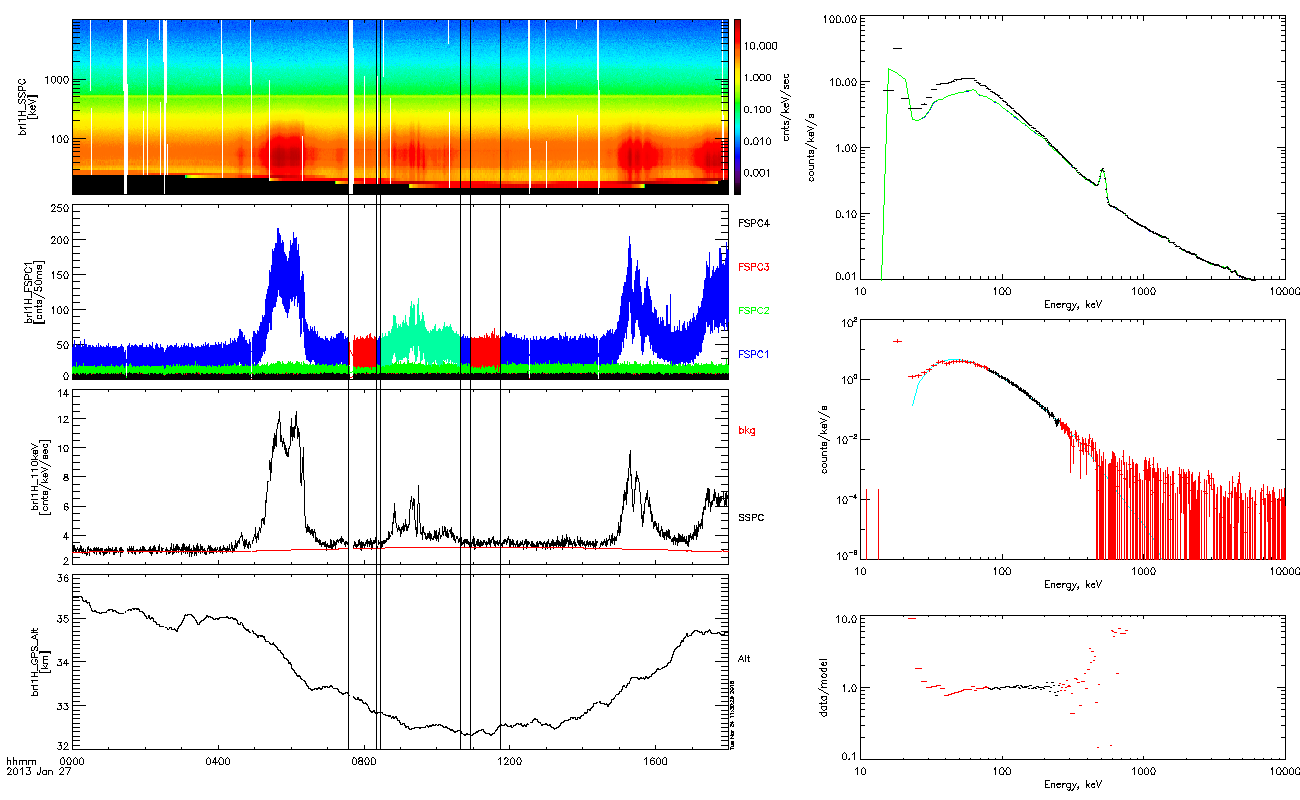 1000
100
brl1H_SSPC
[keV]
10.000
1.000
0.100
0.010
0.001
cnts/keV/sec
250
200
150
100
50
0
brl1H_FSPC1
[cnts/50ms]
FSPC4
FSPC3
FSPC2
FSPC1
14
12
10
8
6
4
2
brl1H_110keV
[cnts/keV/sec]
bkg
SSPC
36
35
34
33
32
brl1H_GPS_Alt
[km]
Alt
hhmm
2013 Jan 27
0000
0400
0800
1200
1600
100.00
10.00
1.00
0.10
0.01
counts/keV/s
10
100
1000
10000
Energy, keV
10²
10⁰
10⁻²
10⁻⁴
10⁻⁶
counts/keV/s
10
100
1000
10000
Energy, keV
10.0
1.0
0.1
data/model
10
100
1000
10000
Energy, keV